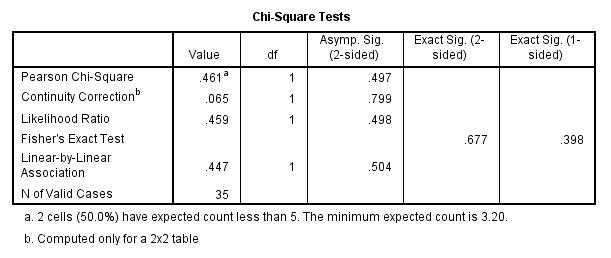 Chi-Square Tests
Value df Asymp. Sig. (2-sided) Exact Sig. (2-sided) Exact Sig. (1-sided)
Pearson Chi-Square .461a 1 .497
Continuity Correctionb .065 1 .799
Likelihood Ratio .459 1 .498
Fisher's Exact Test .677 .398
Linear-by-Linear Association .447 1 .504
N of Valid Cases 35
a. 2 cells (50.0%) have expected count less than 5. The minimum expected count is 3.20.
b. Computed only for a 2x2 table